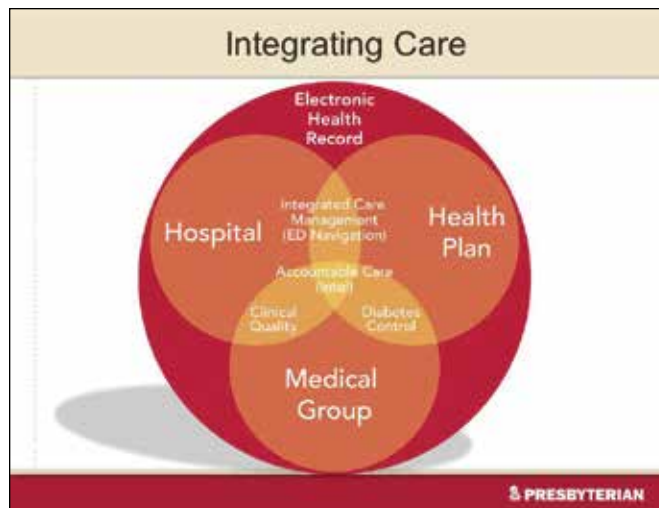 Integrating Care
Electronic
Health
Record
Hospital
Integrated Care
Management
(ED Navigation)
Health
Plan
Accountable Care
(Intel)
Clinical
Quality
Diabetes
Control
Medical
Group
PRESBYTERIAN